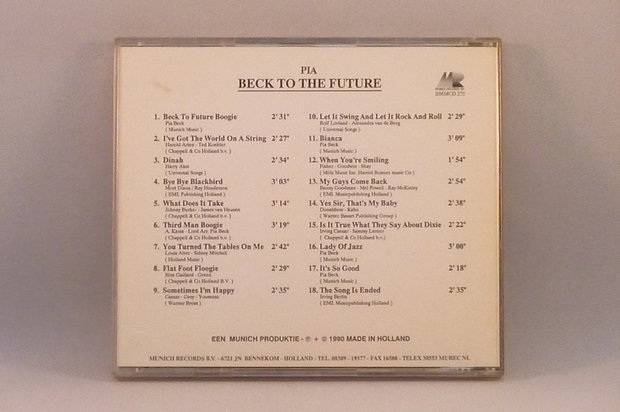 PIA
BECK TO THE FUTURE
MUNICH RECORDS BV
BMMCD 272
1. Beck To Future Boogie 2' 31"
Pia Beck
( Munich Music )
2. I've Got The World On A String 2' 27"
Harold Arlen - Ted Koehler
( Chappell & Co Holland b.v. )
3. Dinah 2' 34"
Harry Akst
( Universal Songs )
4. Bye Bye Blackbird 3' 03"
Mort Dixon - Ray Henderson
( EMI, Publishing Holland )
5. What Does It Take 3' 14"
Johnny Burke - James van Heusen
( Chappell & Co Holland b.v. )
6. Third Man Boogie 3' 19"
A. Karas - Lord Arr. Pia Beck
( Chappell & Co Holland b.v. )
7. You Turned The Tables On Me 2' 42"
Louis Alter - Sidney Mitchell
( Holland Music )
8. Flat Foot Floogie 2' 29"
Slim Gaillard - Green
( Chappell & Co Holland B.V. )
9. Sometimes I'm Happy 2' 35"
Caesar - Grey - Youmans
( Warner Bross )
10. Let It Swing And Let It Rock And Roll 2' 29"
Rolf Lovland - Alexandra van de Berg
( Universal Songs )
11. Bianca 3' 09"
Pia Beck
( Munich Music )
12. When You're Smiling 1' 54"
Fisher - Goodwin - Shay
( Mills Music Inc. Harold Rossiter music Co )
13. My Guys Come Back 2' 54"
Benny Goodman - Mel Powell - Ray McKinley
( EMI Musicpublishing Holland )
14. Yes Sir, That's My Baby 2' 38"
Donaldson - Kahn
( Warner Basart Publishing Group )
15. Is It True What They Say About Dixie 2' 22"
Irving Caesar - Sammy Lerner
( Chappell & Co Holland b.v. )
16. Lady Of Jazz 3' 00"
Pia Beck
( Munich Music )
17. It's So Good 2' 18"
Pia Beck
( Munich Music )
18. The Song Is Ended 2' 35"
Irving Berlin
( EMI Musicpublishing Holland )
EEN MUNICH PRODUKTIE - ℗ + © 1990 MADE IN HOLLAND
MUNICH RECORDS B.V. - 6721 JN BENNEKOM - HOLLAND - TEL. 08389 - 19377 - FAX 16588 - TELEX 30553 MUREC NL